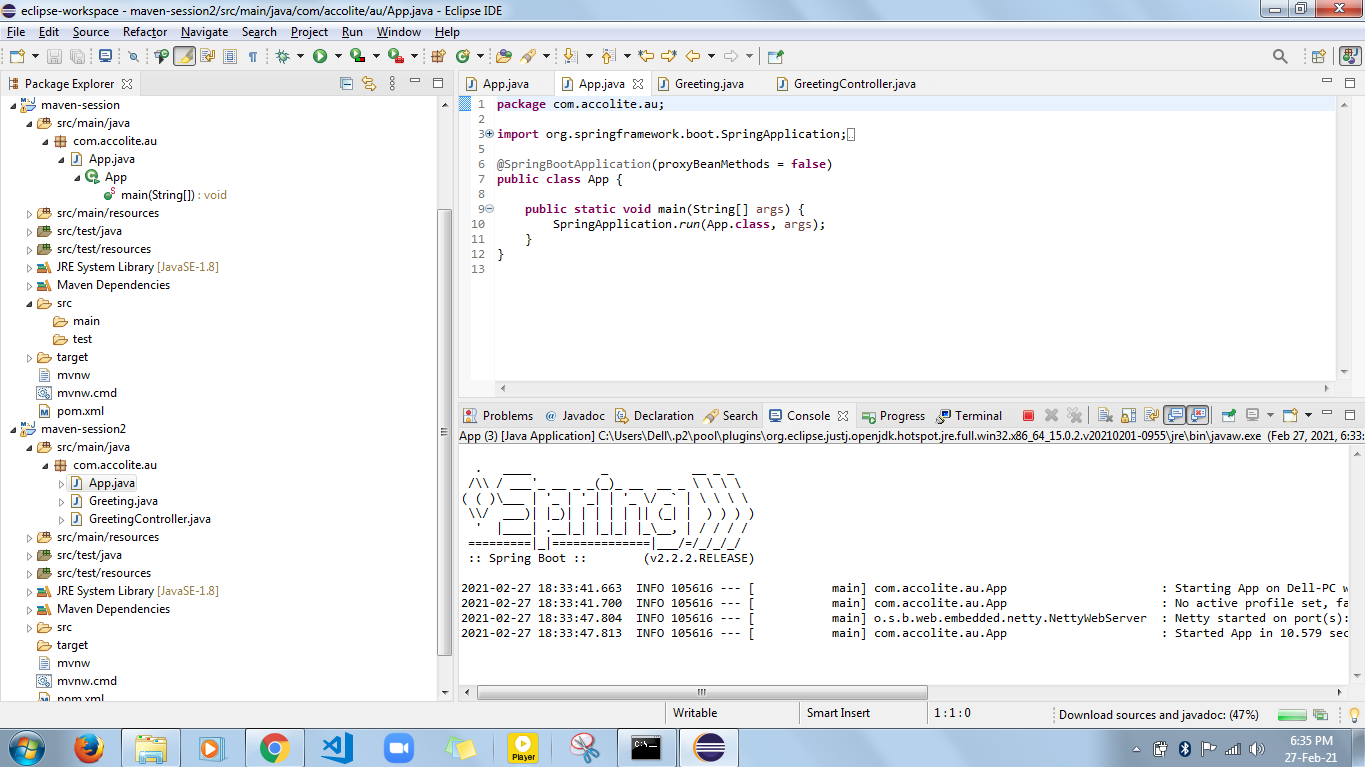 eclipse-workspace - maven-session2/src/main/java/com/accolite/au/App.java - Eclipse IDE
File Edit Source Refactor Navigate Search Project Run Window Help
Package Explorer
maven-session
src/main/java
com.accolite.au
App.java
App
main(String[]) : void
src/main/resources
src/test/java
src/test/resources
JRE System Library [JavaSE-1.8]
Maven Dependencies
src
main
test
target
mvnw
mvnw.cmd
pom.xml
maven-session2
src/main/java
com.accolite.au
App.java
Greeting.java
GreetingController.java
src/main/resources
src/test/java
src/test/resources
JRE System Library [JavaSE-1.8]
Maven Dependencies
src
target
mvnw
mvnw.cmd
pom.xml
App.java App.java Greeting.java GreetingController.java
1 package com.accolite.au;
2
3 import org.springframework.boot.SpringApplication;
5
6 @SpringBootApplication(proxyBeanMethods = false)
7 public class App {
8
9 public static void main(String[] args) {
10 SpringApplication.run(App.class, args);
11 }
12 }
13
Problems @ Javadoc Declaration Search Console Progress Terminal
App (3) [Java Application] C:\Users\Dell\.p2\pool\plugins\org.eclipse.justj.openjdk.hotspot.jre.full.win32.x86_64_15.0.2.v20210201-0955\jre\bin\javaw.exe (Feb 27, 2021, 6:33:
Spring
:: Spring Boot :: (v2.2.2.RELEASE)
2021-02-27 18:33:41.663 INFO 105616 --- [ main] com.accolite.au.App : Starting App on Dell-PC w
2021-02-27 18:33:41.700 INFO 105616 --- [ main] com.accolite.au.App : No active profile set, fa
2021-02-27 18:33:47.804 INFO 105616 --- [ main] o.s.b.web.embedded.netty.NettyWebServer : Netty started on port(s):
2021-02-27 18:33:47.813 INFO 105616 --- [ main] com.accolite.au.App : Started App in 10.579 sec
Writable Smart Insert 1 : 1 : 0 Download sources and javadoc: (47%)
Player
C:\
6:35 PM
27-Feb-21